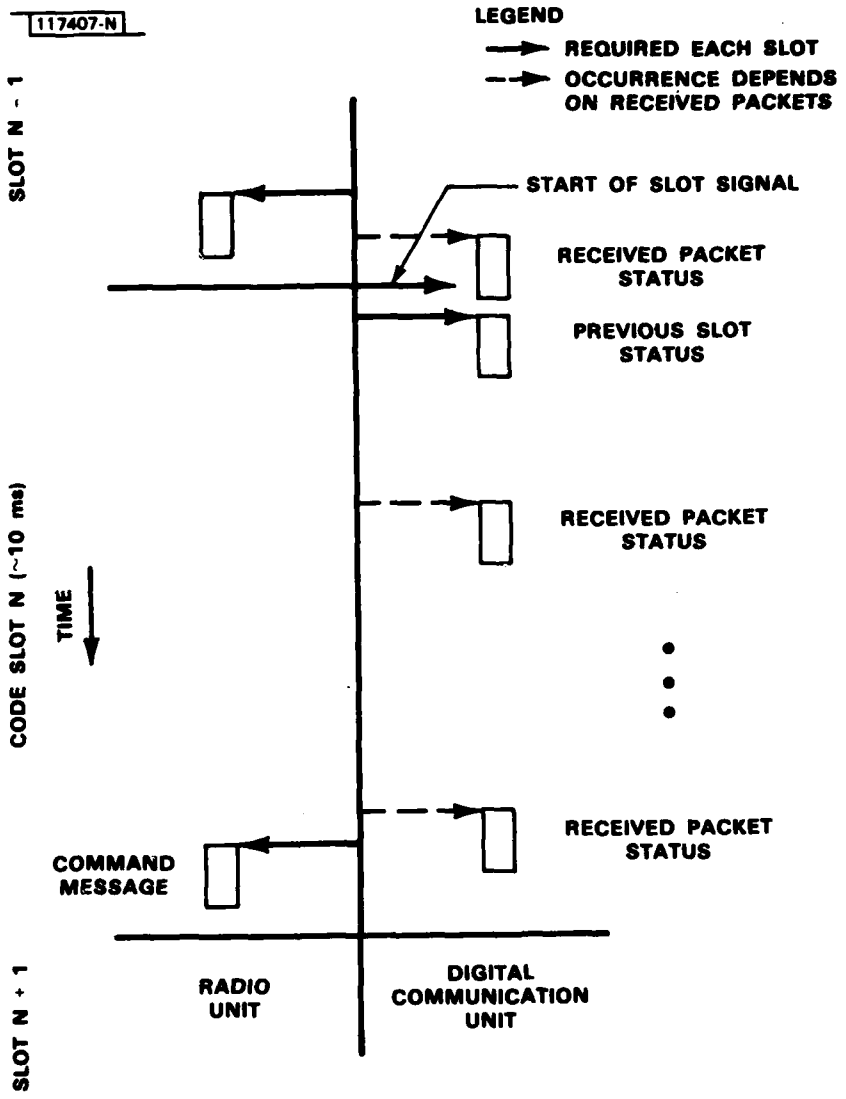 117407-N
LEGEND
REQUIRED EACH SLOT
OCCURRENCE DEPENDS
ON RECEIVED PACKETS
SLOT N - 1
START OF SLOT SIGNAL
RECEIVED PACKET
STATUS
PREVIOUS SLOT
STATUS
CODE SLOT N (~10 ms)
TIME
RECEIVED PACKET
STATUS
RECEIVED PACKET
STATUS
COMMAND
MESSAGE
SLOT N + 1
RADIO
UNIT
DIGITAL
COMMUNICATION
UNIT